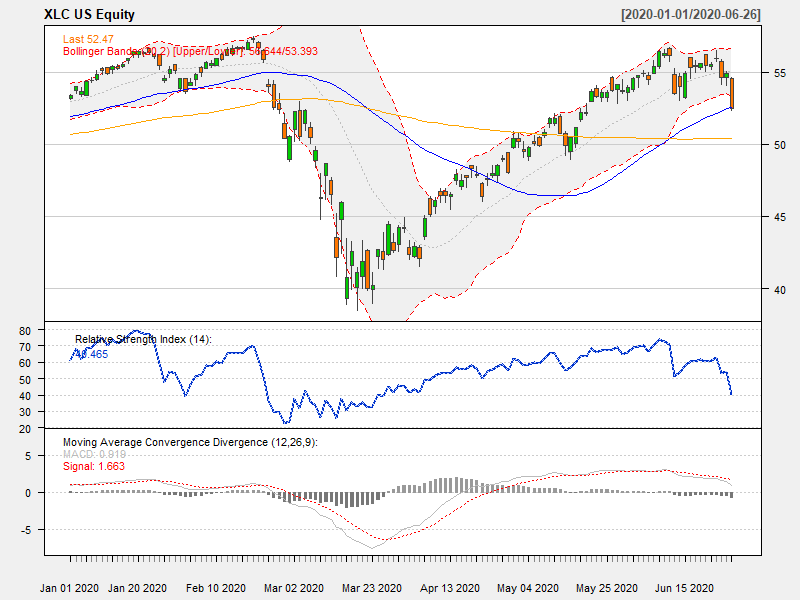 XLC US Equity
[2020-01-01/2020-06-26]
Last 52.47
Bollinger Bands (20,2) [Upper/Lower]: 56.644/53.393
55
50
45
40
Relative Strength Index (14):
40.465
80
70
60
50
40
30
20
Moving Average Convergence Divergence (12,26,9):
MACD: 0.919
Signal: 1.663
5
0
-5
Jan 01 2020 Jan 20 2020 Feb 10 2020 Mar 02 2020 Mar 23 2020 Apr 13 2020 May 04 2020 May 25 2020 Jun 15 2020